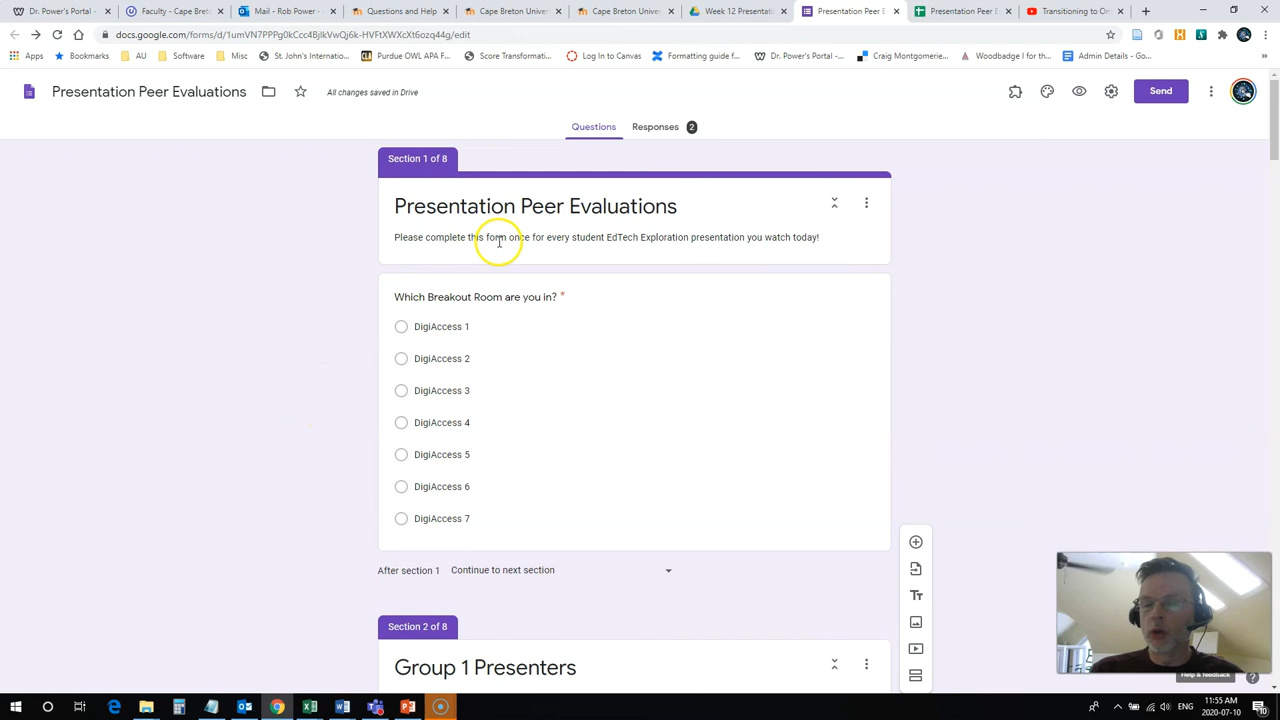 Dr. Power's Portal -
Faculty - Cape Bret
Mail - Rob Power -
Questions and Help
Cape Breton Univers
Cape Breton Univers
Week 12 Presentati
Presentation Peer E
Presentation Peer E
Transitioning to On
docs.google.com/forms/d/1umVN7PPPg0kCcc4BjlkVwQj6k-HVFtXWXcXt6ozq44g/edit
Apps
Bookmarks
AU
Software
Misc
St. John's Internatio...
Purdue OWL APA F...
Score Transformatio...
Log In to Canvas
Formatting guide f...
Dr. Power's Portal -...
Craig Montgomerie...
Woodbadge I for th...
Admin Details - Go...
Presentation Peer Evaluations
All changes saved in Drive
Send
Questions
Responses 2
Section 1 of 8
Presentation Peer Evaluations
Please complete this form once for every student EdTech Exploration presentation you watch today!
Which Breakout Room are you in? *
DigiAccess 1
DigiAccess 2
DigiAccess 3
DigiAccess 4
DigiAccess 5
DigiAccess 6
DigiAccess 7
After section 1 Continue to next section
Section 2 of 8
Group 1 Presenters
Help & feedback
11:55 AM
ENG
2020-07-10